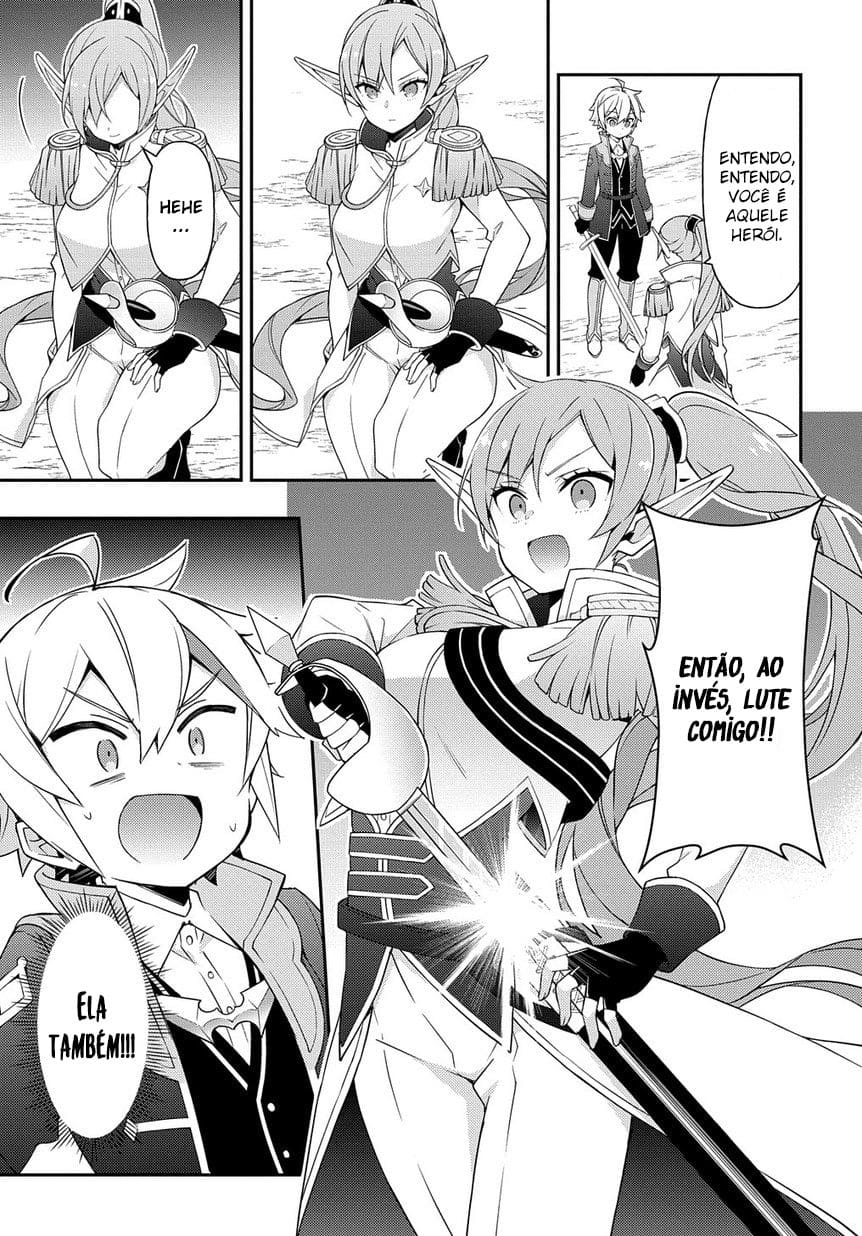 ENTENDO,
ENTENDO,
VOCÊ É
AQUELE
HERÓI.
HEHE
...
ENTÃO, AO
INVÉS, LUTE
COMIGO!!
ELA
TAMBÉM!!!